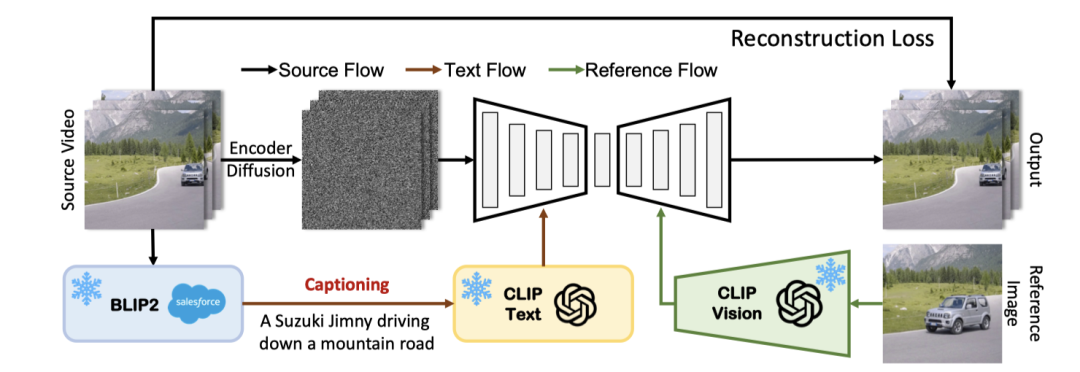 Reconstruction Loss
Source Flow
Text Flow
Reference Flow
Source Video
Encoder
Diffusion
Output
BLIP2
salesforce
Captioning
A Suzuki Jimny driving
down a mountain road
CLIP
Text
CLIP
Vision
Reference
Image